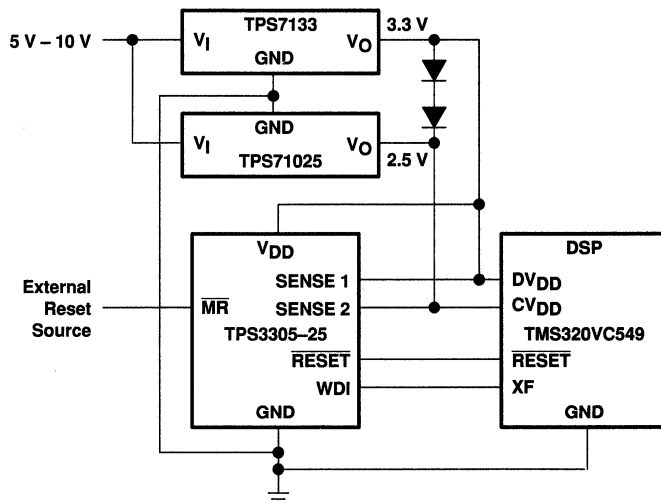 TPS7133
3.3 V
5 V – 10 V
VI
VO
GND
GND
VI
VO
TPS71025
2.5 V
VDD
DSP
SENSE 1
DVDD
External
Reset
Source
MR
SENSE 2
CVDD
TPS3305–25
TMS320VC549
RESET
RESET
WDI
XF
GND
GND